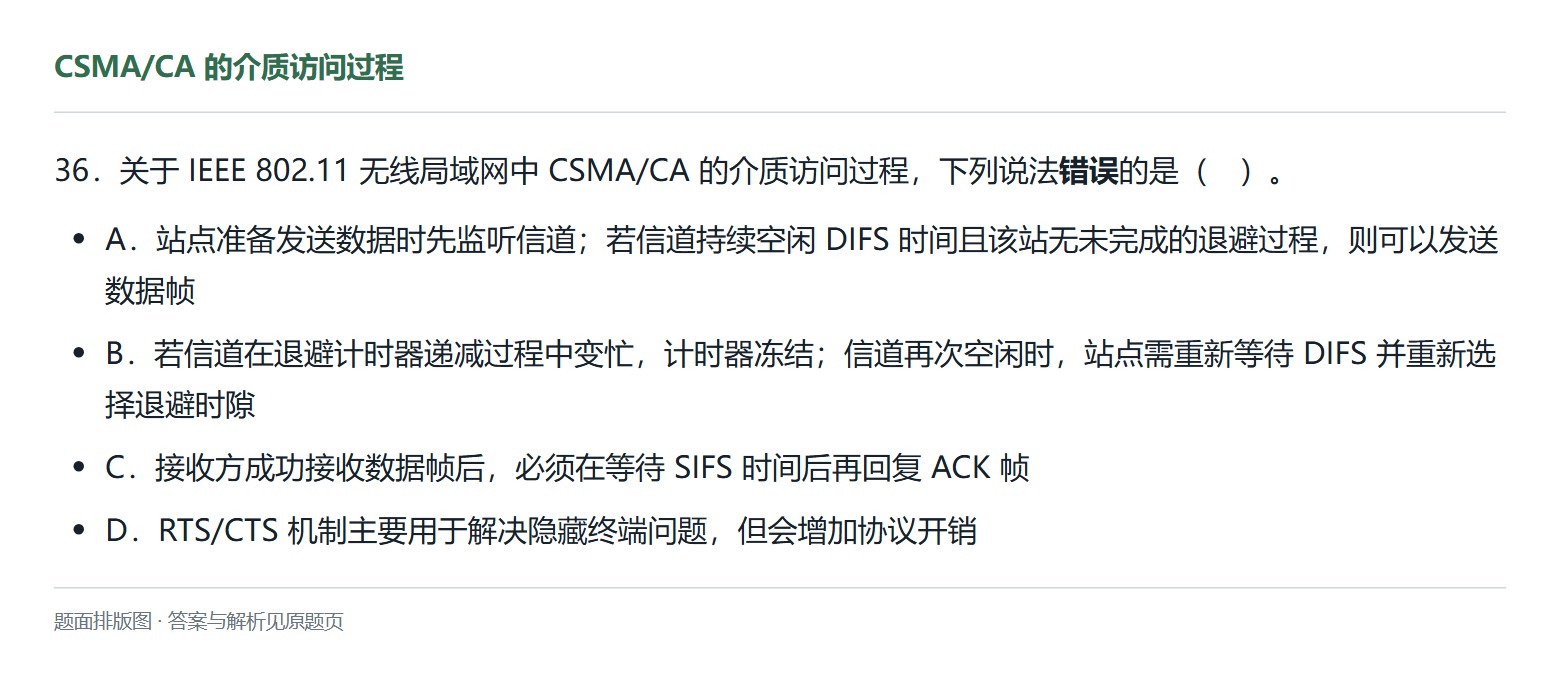 CSMA/CA 的介质访问过程
36．关于 IEEE 802.11 无线局域网中 CSMA/CA 的介质访问过程，下列说法错误的是（　）。
• A．站点准备发送数据时先监听信道；若信道持续空闲 DIFS 时间且该站无未完成的退避过程，则可以发送
数据帧
• B．若信道在退避计时器递减过程中变忙，计时器冻结；信道再次空闲时，站点需重新等待 DIFS 并重新选
择退避时隙
• C．接收方成功接收数据帧后，必须在等待 SIFS 时间后再回复 ACK 帧
• D．RTS/CTS 机制主要用于解决隐藏终端问题，但会增加协议开销
题面排版图 · 答案与解析见原题页